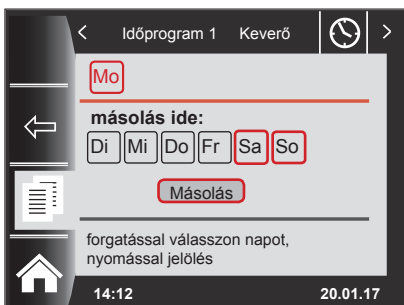 < Időprogram 1 Keverő >
Mo
másolás ide:
Di Mi Do Fr Sa So
Másolás
forgatással válasszon napot,
nyomással jelölés
14:12 20.01.17